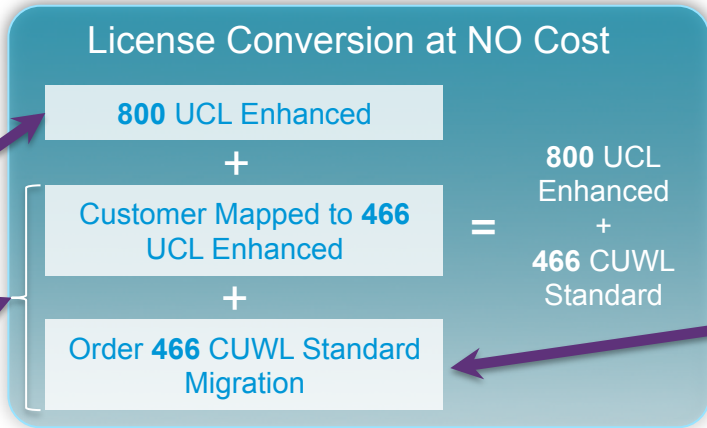 License Conversion at NO Cost
800 UCL Enhanced
+
Customer Mapped to 466
UCL Enhanced
+
Order 466 CUWL Standard
Migration
=
800 UCL
Enhanced
+
466 CUWL
Standard